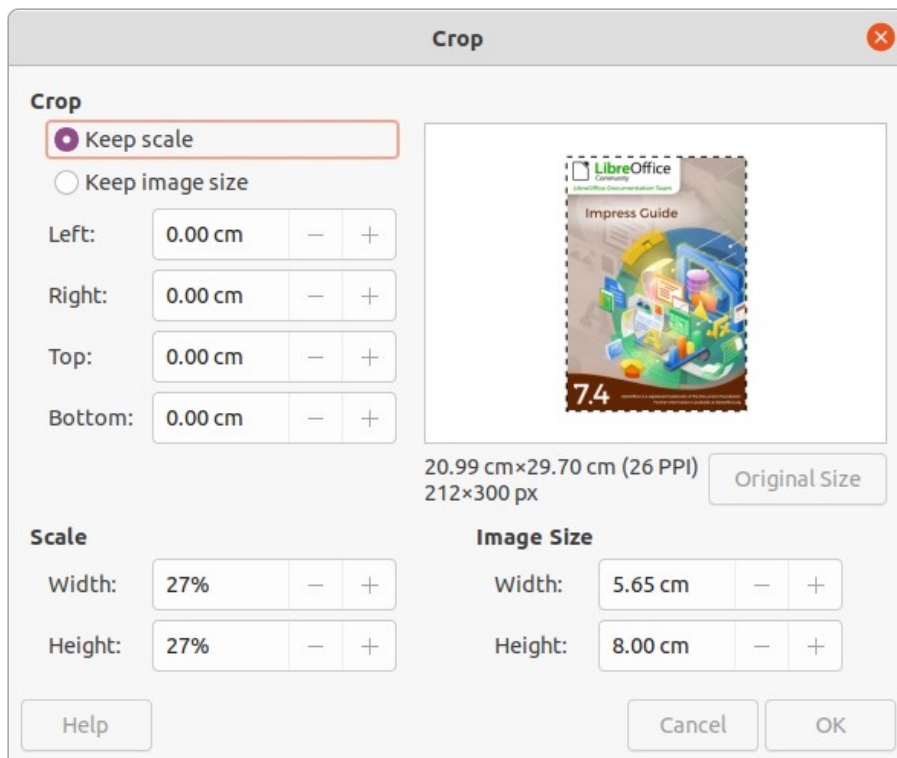 Crop
Crop
Keep scale
Keep image size
Left: 0.00 cm
Right: 0.00 cm
Top: 0.00 cm
Bottom: 0.00 cm
LibreOffice
Community
LibreOffice Documentation Team
Impress Guide
7.4
20.99 cm×29.70 cm (26 PPI)
212×300 px
Original Size
Scale
Width: 27%
Height: 27%
Image Size
Width: 5.65 cm
Height: 8.00 cm
Help
Cancel
OK